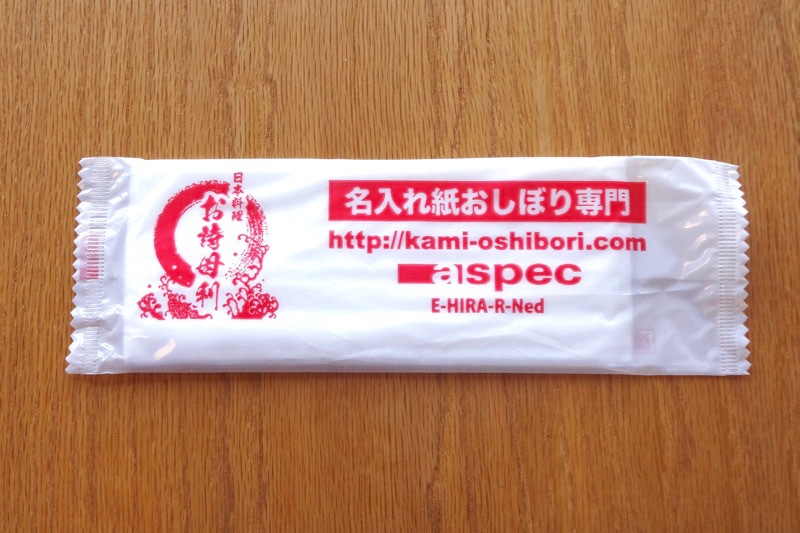 日本料理
お詩母利
名入れ紙おしぼり専門
http://kami-oshibori.com
aspec
E-HIRA-R-Ned